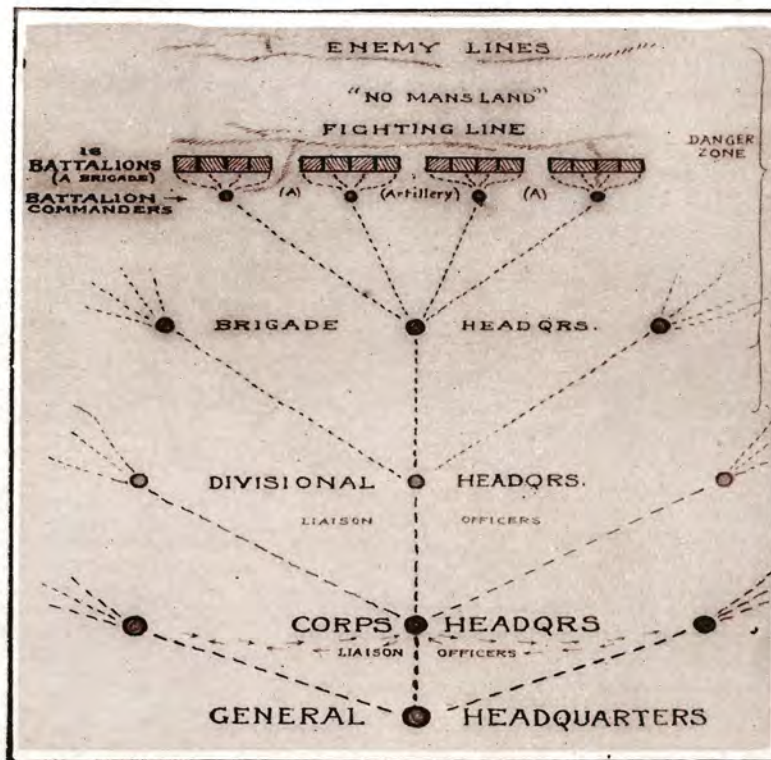 ENEMY LINES
"NO MANS LAND"
FIGHTING LINE
DANGER
ZONE
16
BATTALIONS
(A BRIGADE)
BATTALION
COMMANDERS
(A) (Artillery) (A)
BRIGADE HEADQRS.
DIVISIONAL HEADQRS.
LIAISON OFFICERS
CORPS HEADQRS
LIAISON OFFICERS
GENERAL HEADQUARTERS